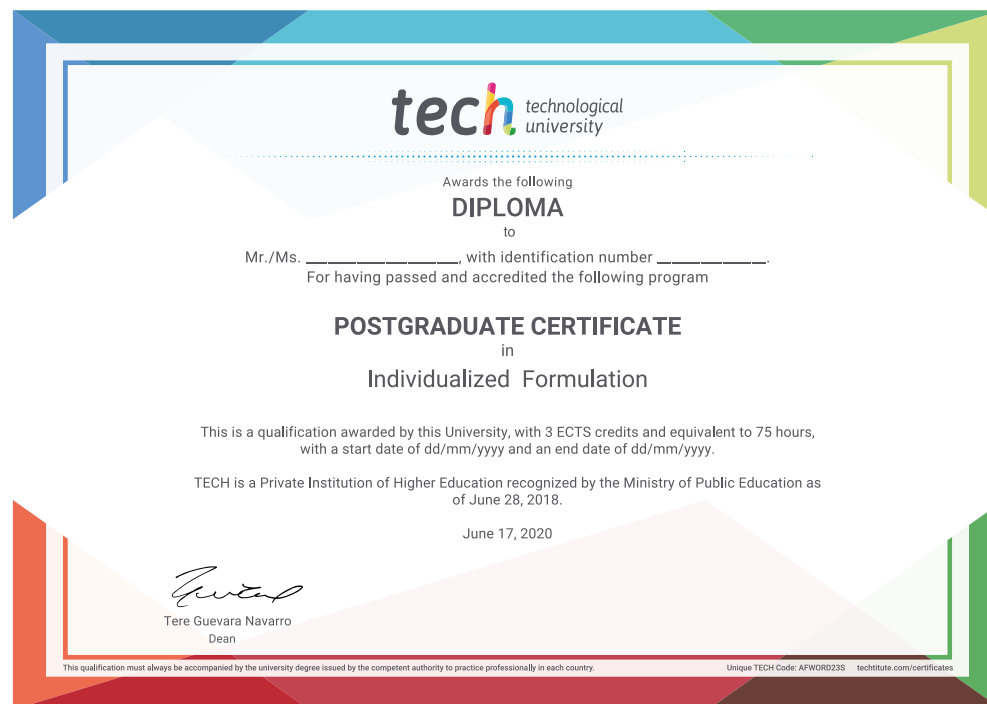 tech technological
university
Awards the following
DIPLOMA
to
Mr./Ms. ____________________, with identification number _______________.
For having passed and accredited the following program
POSTGRADUATE CERTIFICATE
in
Individualized Formulation
This is a qualification awarded by this University, with 3 ECTS credits and equivalent to 75 hours,
with a start date of dd/mm/yyyy and an end date of dd/mm/yyyy.
TECH is a Private Institution of Higher Education recognized by the Ministry of Public Education as
of June 28, 2018.
June 17, 2020
Tere Guevara Navarro
Dean
This qualification must always be accompanied by the university degree issued by the competent authority to practice professionally in each country.
Unique TECH Code: AFWORD23S techtitute.com/certificates